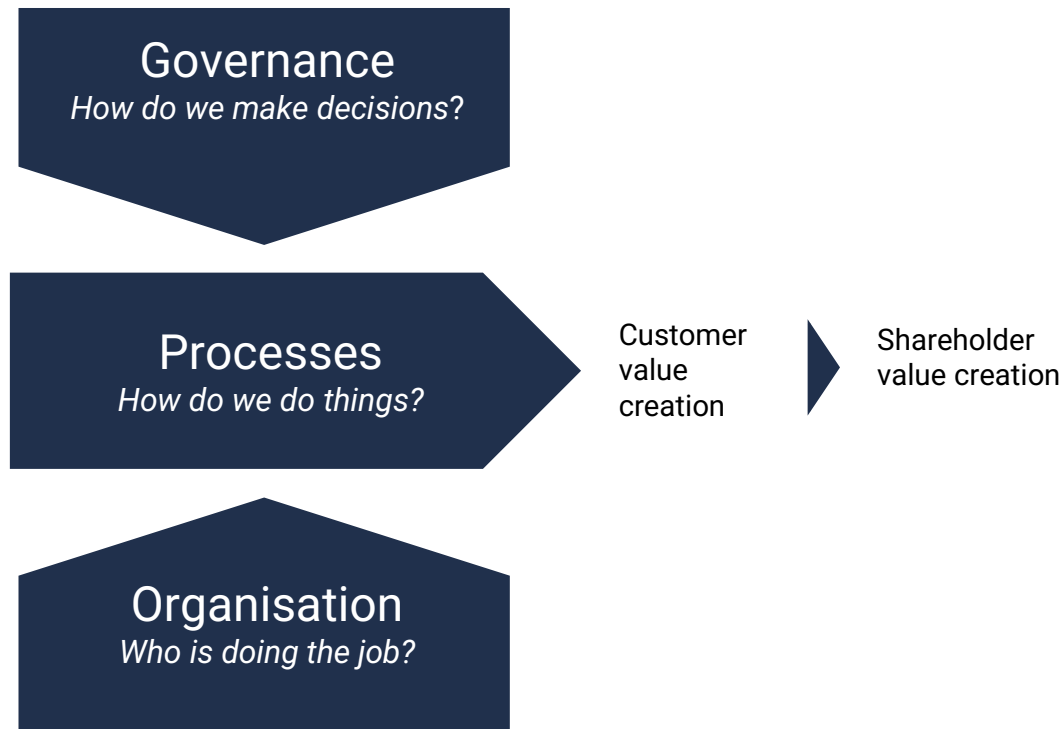 Governance
How do we make decisions?
Processes
How do we do things?
Customer
value
creation
Shareholder
value creation
Organisation
Who is doing the job?